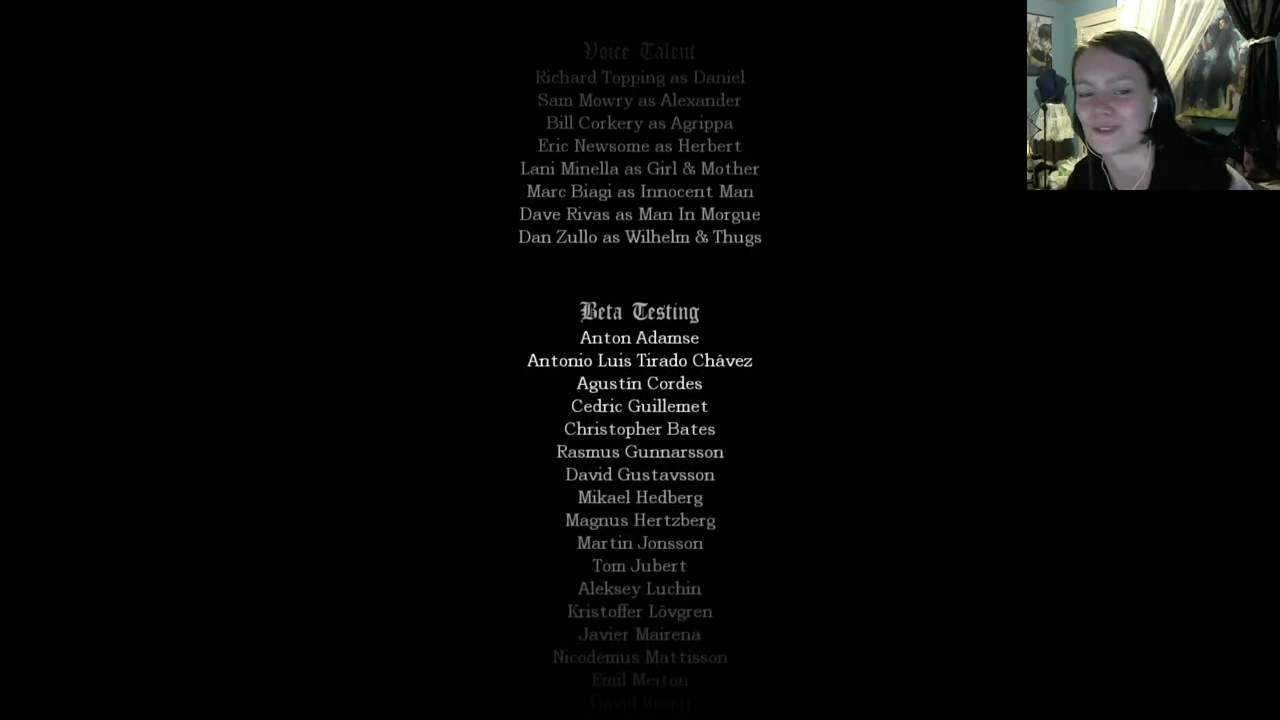 Voice Talent
Richard Topping as Daniel
Sam Mowry as Alexander
Bill Corkery as Agrippa
Eric Newsome as Herbert
Lani Minella as Girl & Mother
Marc Biagi as Innocent Man
Dave Rivas as Man In Morgue
Dan Zullo as Wilhelm & Thugs
Beta Testing
Anton Adamse
Antonio Luis Tirado Chávez
Agustín Cordes
Cedric Guillemet
Christopher Bates
Rasmus Gunnarsson
David Gustavsson
Mikael Hedberg
Magnus Hertzberg
Martin Jonsson
Tom Jubert
Aleksey Luchin
Kristoffer Lövgren
Javier Mairena
Nicodemus Mattisson
Emil Meiton
David